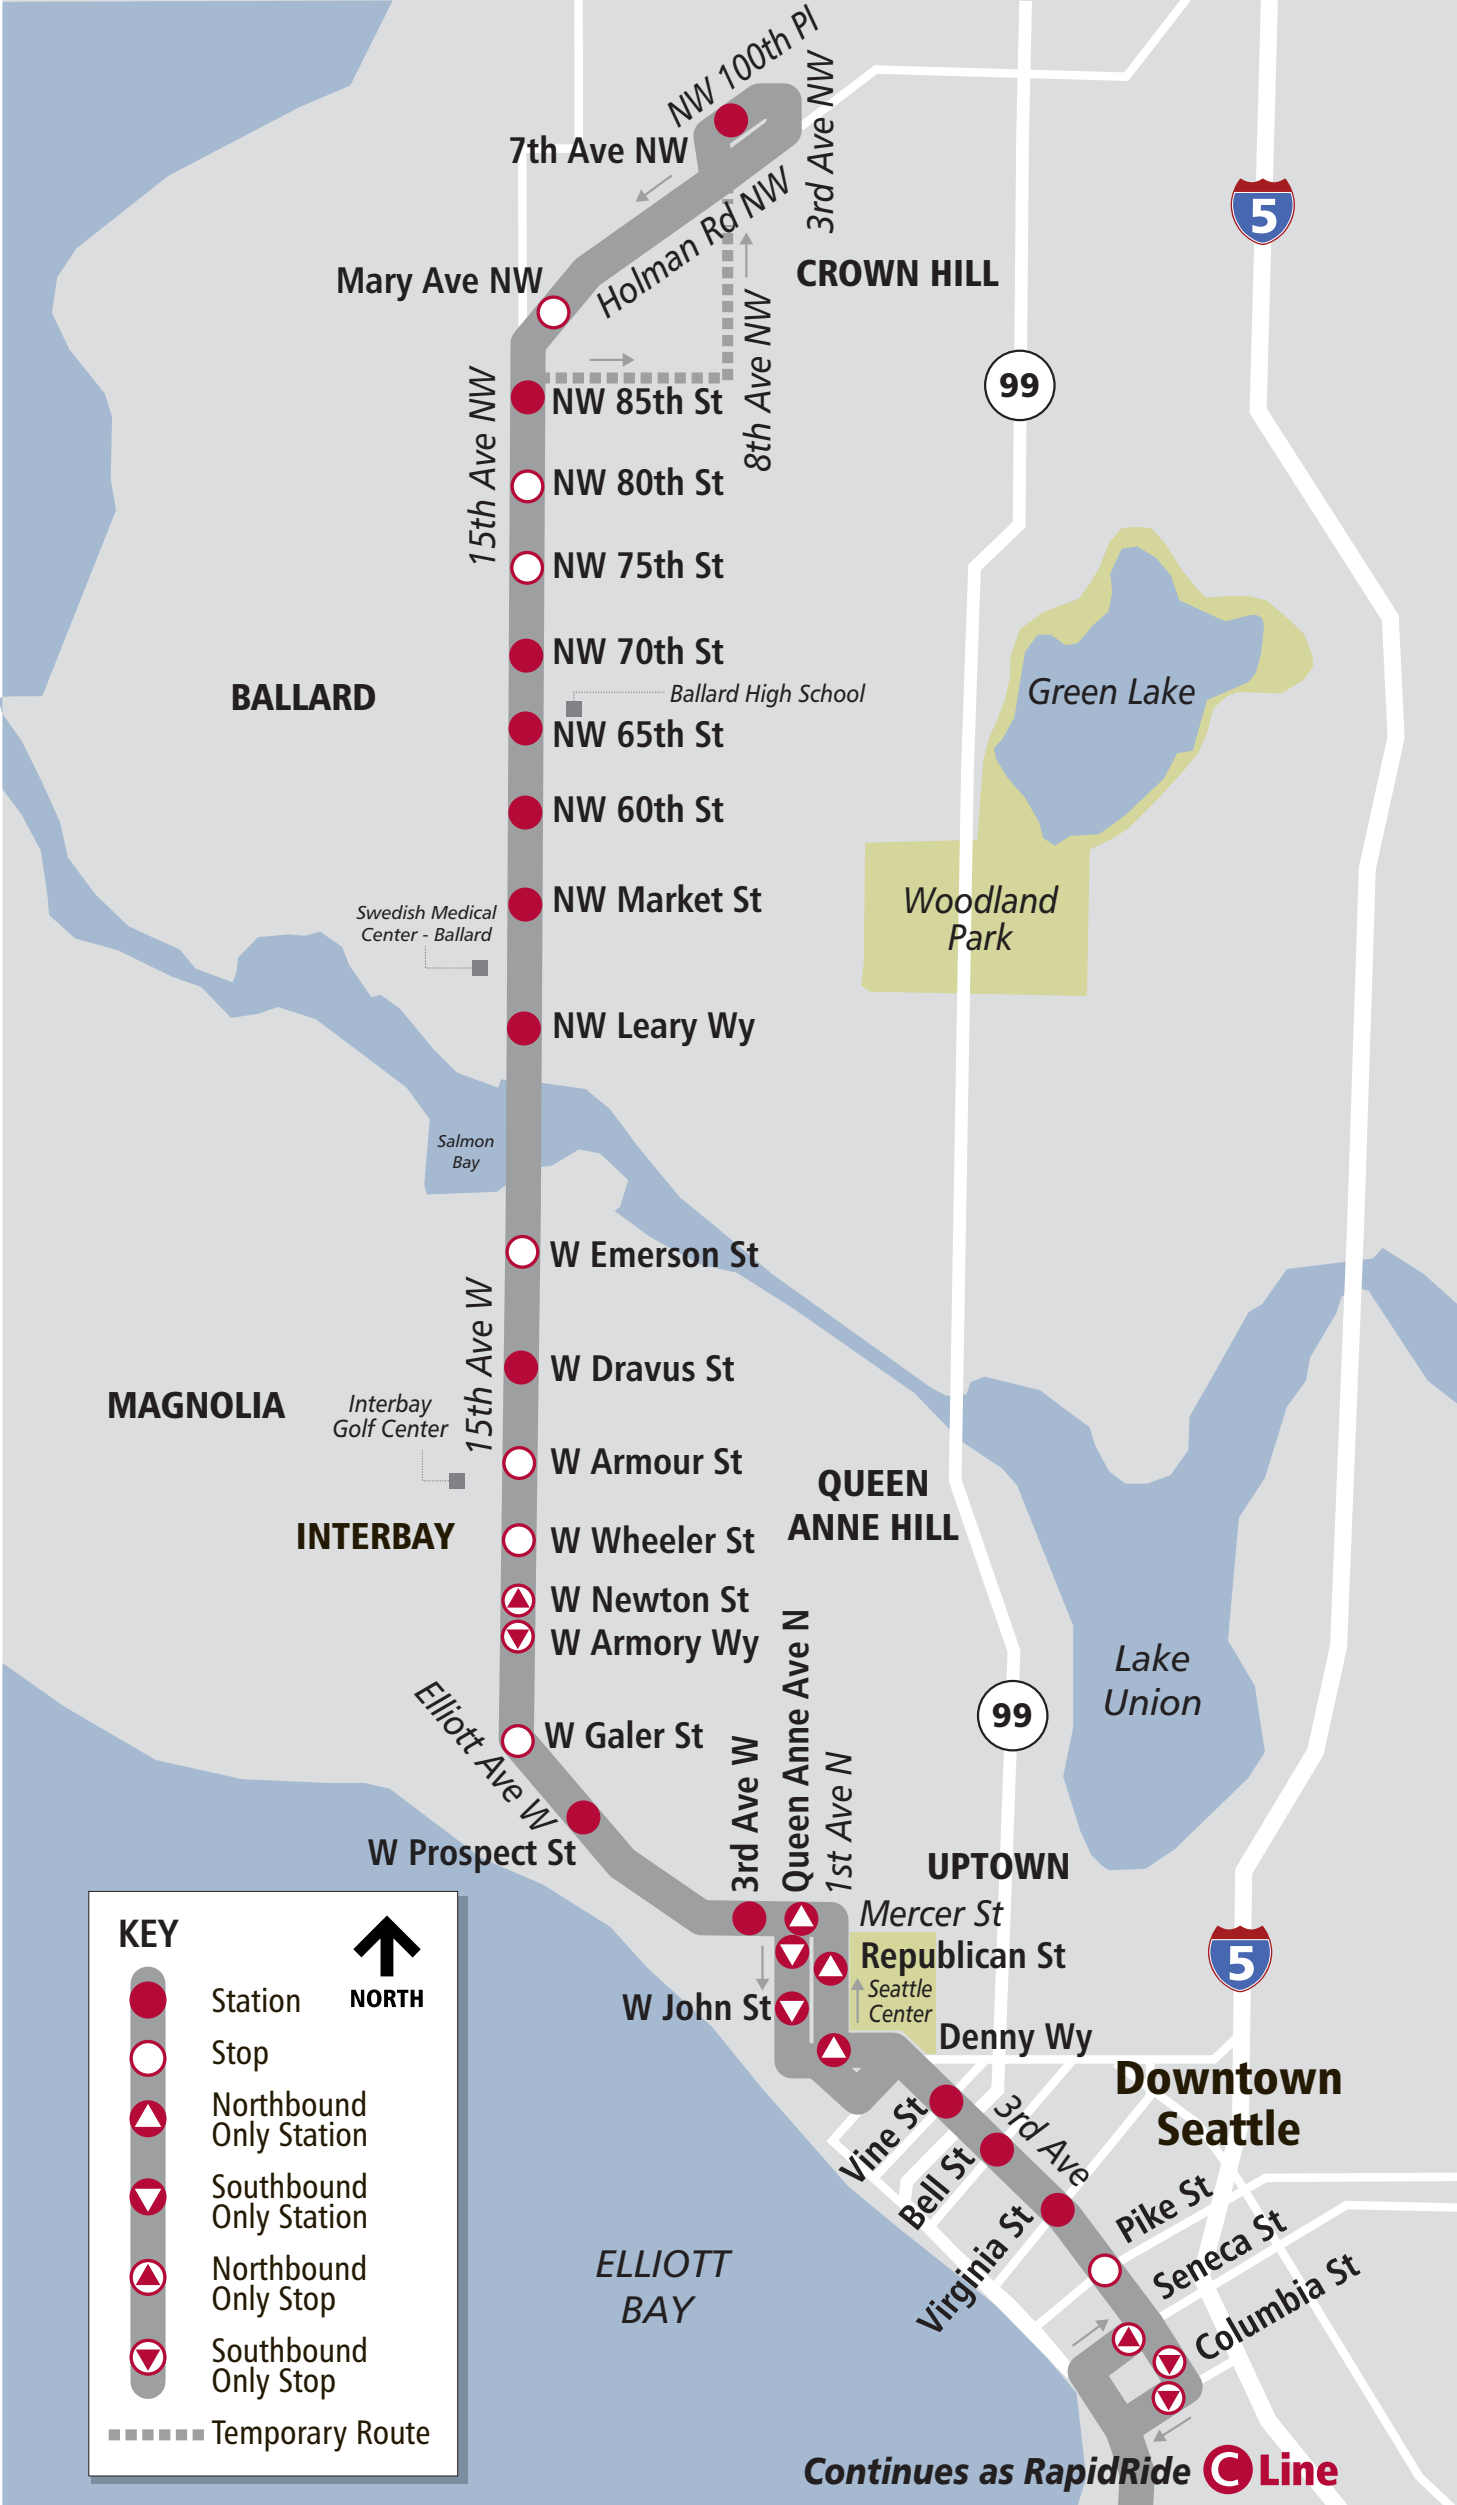 NW 100th Pl
3rd Ave NW
7th Ave NW
5
Holman Rd NW
CROWN HILL
Mary Ave NW
8th Ave NW
99
15th Ave NW
NW 85th St
NW 80th St
NW 75th St
NW 70th St
BALLARD
Ballard High School
Green Lake
NW 65th St
NW 60th St
NW Market St
Swedish Medical
Center - Ballard
Woodland
Park
NW Leary Wy
Salmon
Bay
W Emerson St
15th Ave W
W Dravus St
MAGNOLIA
Interbay
Golf Center
W Armour St
QUEEN
ANNE HILL
INTERBAY
W Wheeler St
W Newton St
W Armory Wy
Lake
Union
Elliott Ave W
W Galer St
99
3rd Ave W
Queen Anne Ave N
1st Ave N
W Prospect St
UPTOWN
Mercer St
Republican St
Seattle
Center
5
W John St
Denny Wy
Downtown
Seattle
3rd Ave
Vine St
Bell St
Virginia St
Pike St
Seneca St
Columbia St
ELLIOTT
BAY
KEY
NORTH
Station
Stop
Northbound
Only Station
Southbound
Only Station
Northbound
Only Stop
Southbound
Only Stop
Temporary Route
Continues as RapidRide C Line